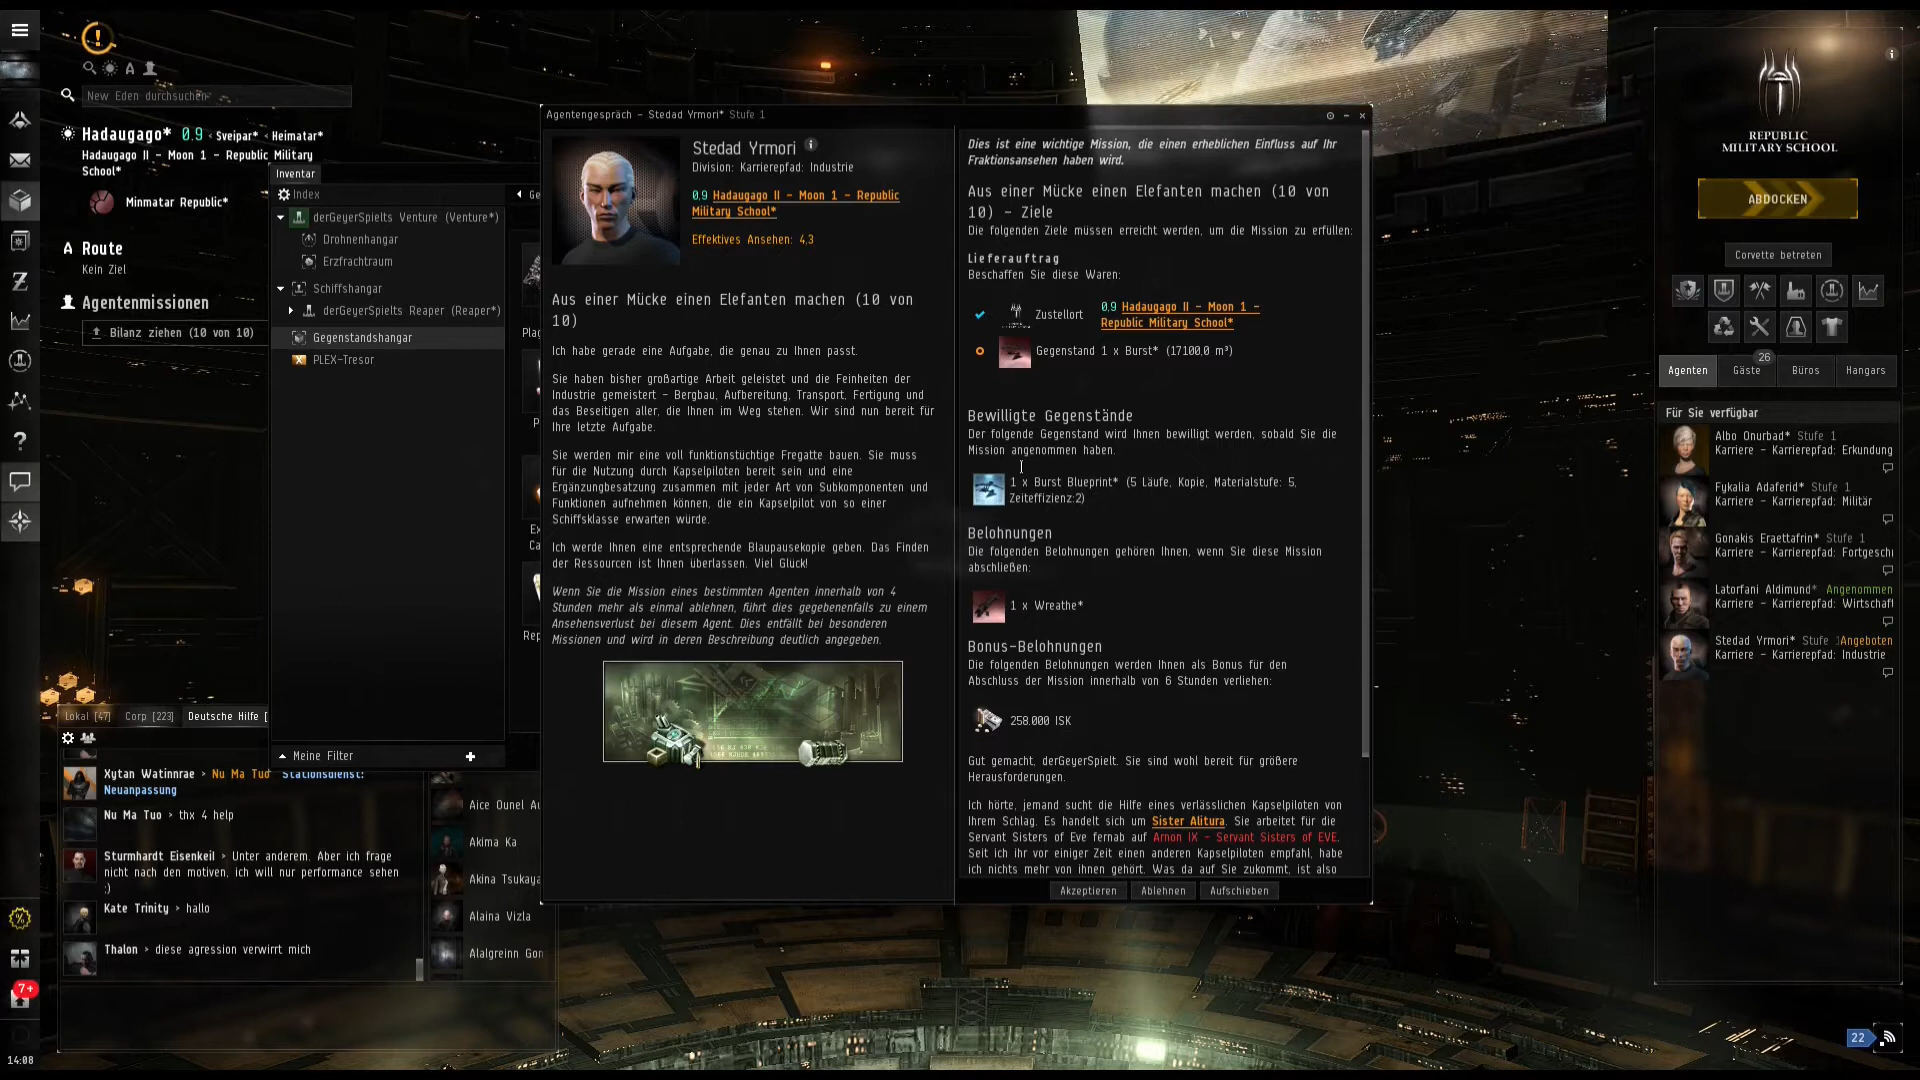 New Eden durchsuchen
Hadaugago* 0.9 ‹ Sveipar* ‹ Heimatar*
Hadaugago II – Moon 1 – Republic Military
School*
Minmatar Republic*
Route
Kein Ziel
Agentenmissionen
Bilanz ziehen (10 von 10)
Inventar
Index
derGeyerSpielts Venture (Venture*)
Drohnenhangar
Erzfrachtraum
Schiffshangar
derGeyerSpielts Reaper (Reaper*)
Gegenstandshangar
PLEX-Tresor
Meine Filter
Agentengespräch – Stedad Yrmori* Stufe 1
Stedad Yrmori
Division: Karrierepfad: Industrie
0,9 Hadaugago II – Moon 1 – Republic
Military School*
Effektives Ansehen: 4,3
Aus einer Mücke einen Elefanten machen (10 von
10)
Ich habe gerade eine Aufgabe, die genau zu Ihnen passt.
Sie haben bisher großartige Arbeit geleistet und die Feinheiten der
Industrie gemeistert – Bergbau, Aufbereitung, Transport, Fertigung und
das Beseitigen aller, die Ihnen im Weg stehen. Wir sind nun bereit für
Ihre letzte Aufgabe.
Sie werden mir eine voll funktionstüchtige Fregatte bauen. Sie muss
für die Nutzung durch Kapselpiloten bereit sein und eine
Ergänzungbesatzung zusammen mit jeder Art von Subkomponenten und
Funktionen aufnehmen können, die ein Kapselpilot von so einer
Schiffsklasse erwarten würde.
Ich werde Ihnen eine entsprechende Blaupausekopie geben. Das Finden
der Ressourcen ist Ihnen überlassen. Viel Glück!
Wenn Sie die Mission eines bestimmten Agenten innerhalb von 4
Stunden mehr als einmal ablehnen, führt dies gegebenenfalls zu einem
Ansehensverlust bei diesem Agent. Dies entfällt bei besonderen
Missionen und wird in deren Beschreibung deutlich angegeben.
Dies ist eine wichtige Mission, die einen erheblichen Einfluss auf Ihr
Fraktionsansehen haben wird.
Aus einer Mücke einen Elefanten machen (10 von
10) – Ziele
Die folgenden Ziele müssen erreicht werden, um die Mission zu erfüllen:
Lieferauftrag
Beschaffen Sie diese Waren:
Zustellort 0,9 Hadaugago II – Moon 1 –
Republic Military School*
Gegenstand 1 x Burst* (17100,0 m³)
Bewilligte Gegenstände
Der folgende Gegenstand wird Ihnen bewilligt werden, sobald Sie die
Mission angenommen haben.
1 x Burst Blueprint* (5 Läufe, Kopie, Materialstufe: 5,
Zeiteffizienz:2)
Belohnungen
Die folgenden Belohnungen gehören Ihnen, wenn Sie diese Mission
abschließen:
1 x Wreathe*
Bonus-Belohnungen
Die folgenden Belohnungen werden Ihnen als Bonus für den
Abschluss der Mission innerhalb von 6 Stunden verliehen:
258.000 ISK
Gut gemacht, derGeyerSpielt. Sie sind wohl bereit für größere
Herausforderungen.
Ich hörte, jemand sucht die Hilfe eines verlässlichen Kapselpiloten von
Ihrem Schlag. Es handelt sich um Sister Alitura. Sie arbeitet für die
Servant Sisters of Eve fernab auf Arnon IX – Servant Sisters of EVE.
Seit ich ihr vor einiger Zeit einen anderen Kapselpiloten empfahl, habe
ich nichts mehr von ihnen gehört. Was da auf Sie zukommt, ist also
Akzeptieren
Ablehnen
Aufschieben
REPUBLIC
MILITARY SCHOOL
ABDOCKEN
Corvette betreten
26
Agenten
Gäste
Büros
Hangars
Für Sie verfügbar
Albo Onurbad* Stufe 1
Karriere – Karrierepfad: Erkundung
Fykalia Adaferid* Stufe 1
Karriere – Karrierepfad: Militär
Gonakis Eraettafrin* Stufe 1
Karriere – Karrierepfad: Fortgesch
Latorfani Aldimund* Angenommen
Karriere – Karrierepfad: Wirtschaf
Stedad Yrmori* Stufe Angeboten
Karriere – Karrierepfad: Industrie
Lokal [47]
Corp [223]
Deutsche Hilfe [
Xytan Watinnrae > Nu Ma Tuo Stationsdienst:
Neuanpassung
Nu Ma Tuo > thx 4 help
Sturmhardt Eisenkeil > Unter anderem. Aber ich frage
nicht nach den motiven, ich will nur performance sehen
;)
Kate Trinity > hallo
Thalon > diese agression verwirrt mich
Aice Ounel Au
Akima Ka
Akina Tsukaya
Alaina Vizla
Alalgreinn Gon
7+
14:08
22